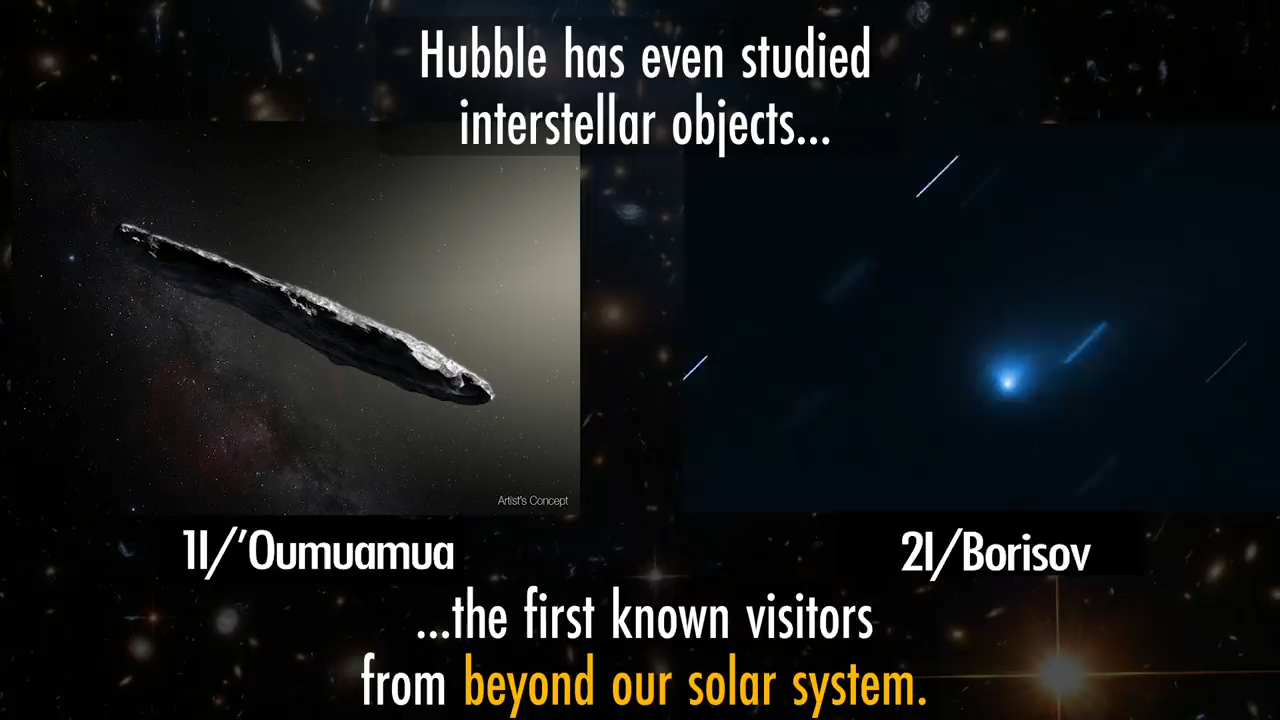 Hubble has even studied
interstellar objects...
Artist's Concept
1I/'Oumuamua
2I/Borisov
...the first known visitors
from beyond our solar system.